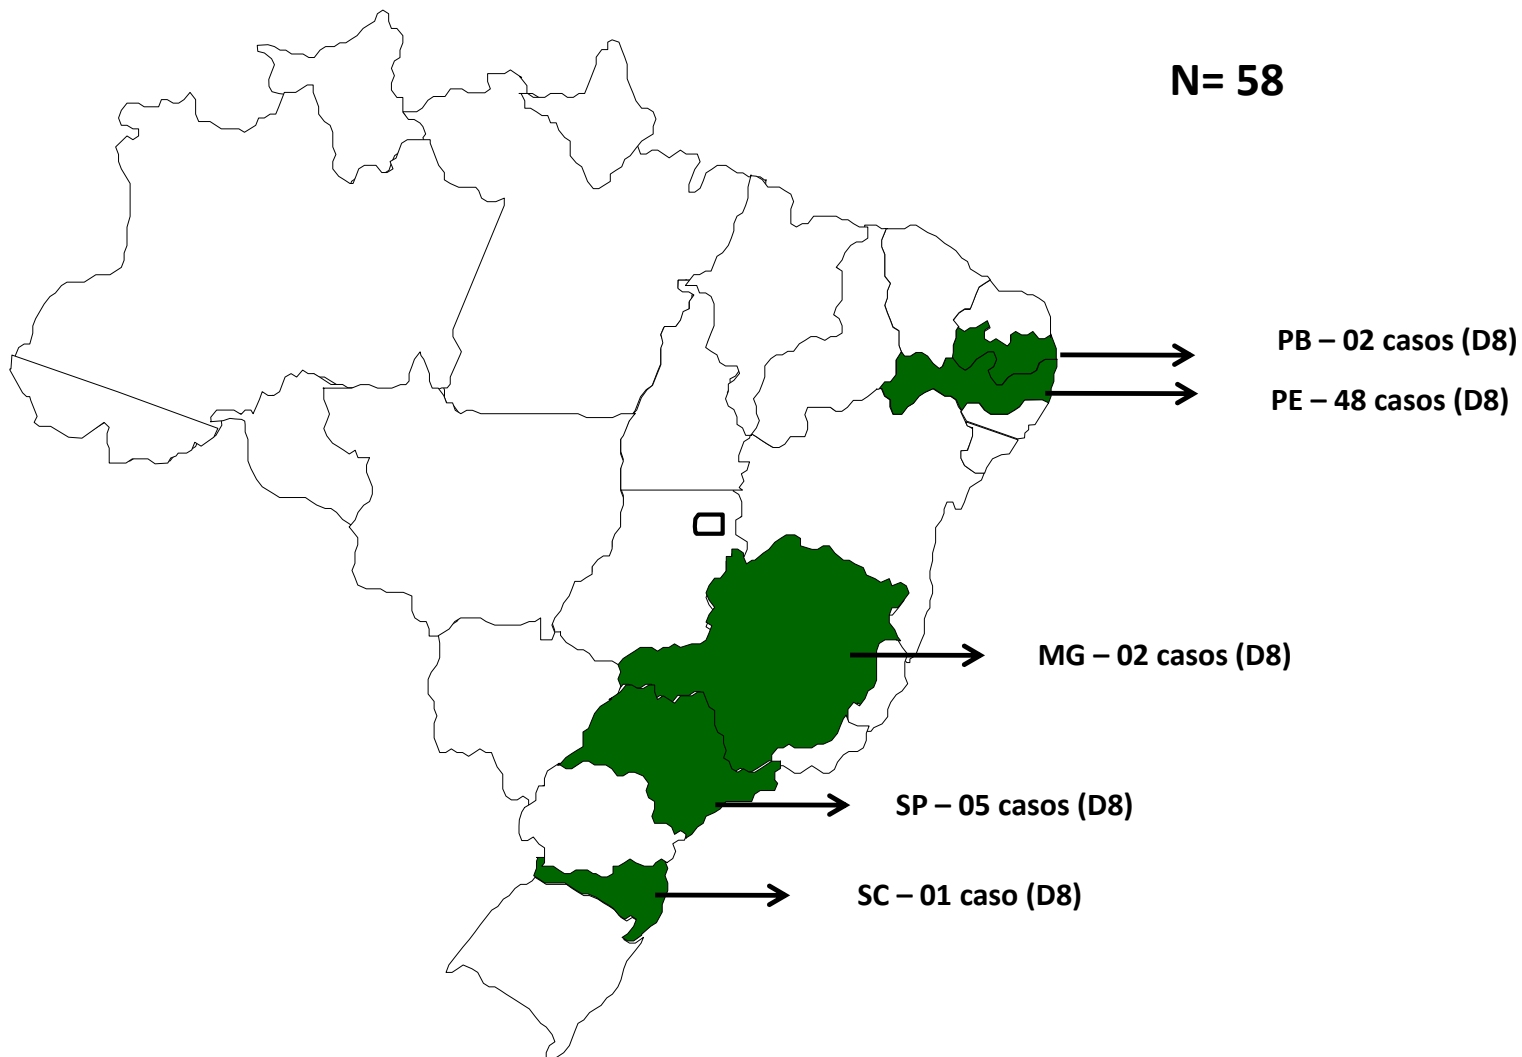 N= 58
PB – 02 casos (D8)
PE – 48 casos (D8)
MG – 02 casos (D8)
SP – 05 casos (D8)
SC – 01 caso (D8)